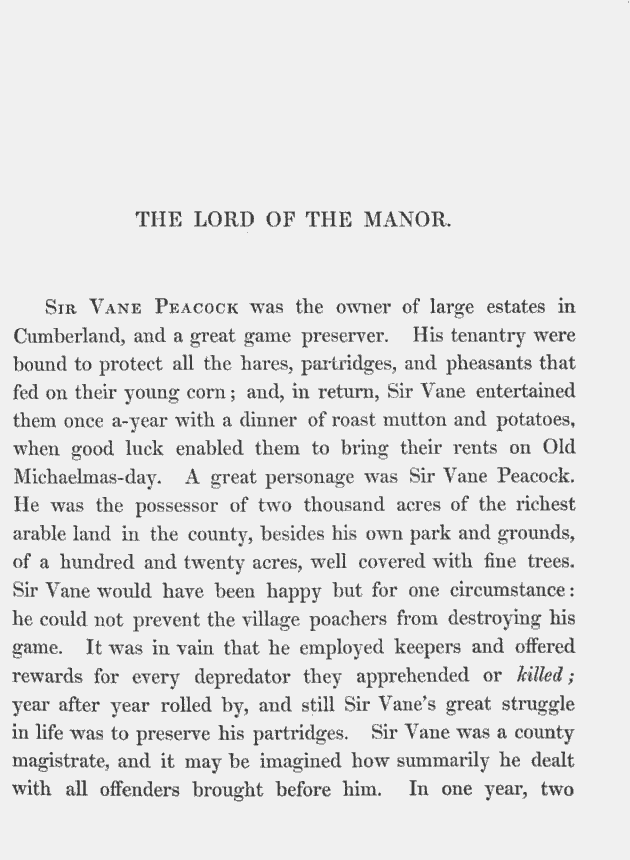 THE LORD OF THE MANOR.
Sir Vane Peacock was the owner of large estates in
Cumberland, and a great game preserver. His tenantry were
bound to protect all the hares, partridges, and pheasants that
fed on their young corn; and, in return, Sir Vane entertained
them once a-year with a dinner of roast mutton and potatoes,
when good luck enabled them to bring their rents on Old
Michaelmas-day. A great personage was Sir Vane Peacock.
He was the possessor of two thousand acres of the richest
arable land in the county, besides his own park and grounds,
of a hundred and twenty acres, well covered with fine trees.
Sir Vane would have been happy but for one circumstance:
he could not prevent the village poachers from destroying his
game. It was in vain that he employed keepers and offered
rewards for every depredator they apprehended or killed;
year after year rolled by, and still Sir Vane's great struggle
in life was to preserve his partridges. Sir Vane was a county
magistrate, and it may be imagined how summarily he dealt
with all offenders brought before him. In one year, two